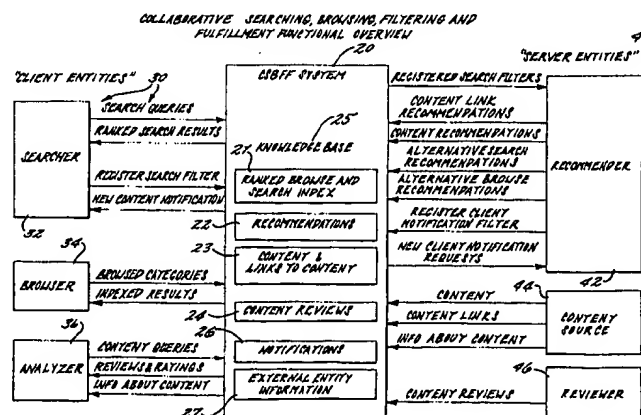 COLLABORATIVE SEARCHING, BROWSING, FILTERING AND
FULFILLMENT FUNCTIONAL OVERVIEW
20
4
"CLIENT ENTITIES"
30
CSBFF SYSTEM
"SERVER ENTITIES"
SEARCH QUERIES
RANKED SEARCH RESULTS
REGISTER SEARCH FILTER
NEW CONTENT NOTIFICATION
SEARCHER
32
25
KNOWLEDGE BASE
21
RANKED BROWSE AND
SEARCH INDEX
RECOMMENDATIONS
22
23
CONTENT &
LINKS TO CONTENT
CONTENT REVIEWS
24
NOTIFICATIONS
26
EXTERNAL ENTITY
INFORMATION
27
34
BROWSER
BROWSED CATEGORIES
INDEXED RESULTS
36
ANALYZER
CONTENT QUERIES
REVIEWS & RATINGS
INFO ABOUT CONTENT
REGISTERED SEARCH FILTERS
CONTENT LINK
RECOMMENDATIONS
CONTENT RECOMMENDATIONS
ALTERNATIVE SEARCH
RECOMMENDATIONS
ALTERNATIVE BROWSE
RECOMMENDATIONS
REGISTER CLIENT
NOTIFICATION FILTER
NEW CLIENT NOTIFICATION
REQUESTS
RECOMMENDER
42
CONTENT
CONTENT LINKS
INFO ABOUT CONTENT
44
CONTENT
SOURCE
CONTENT REVIEWS
46
REVIEWER